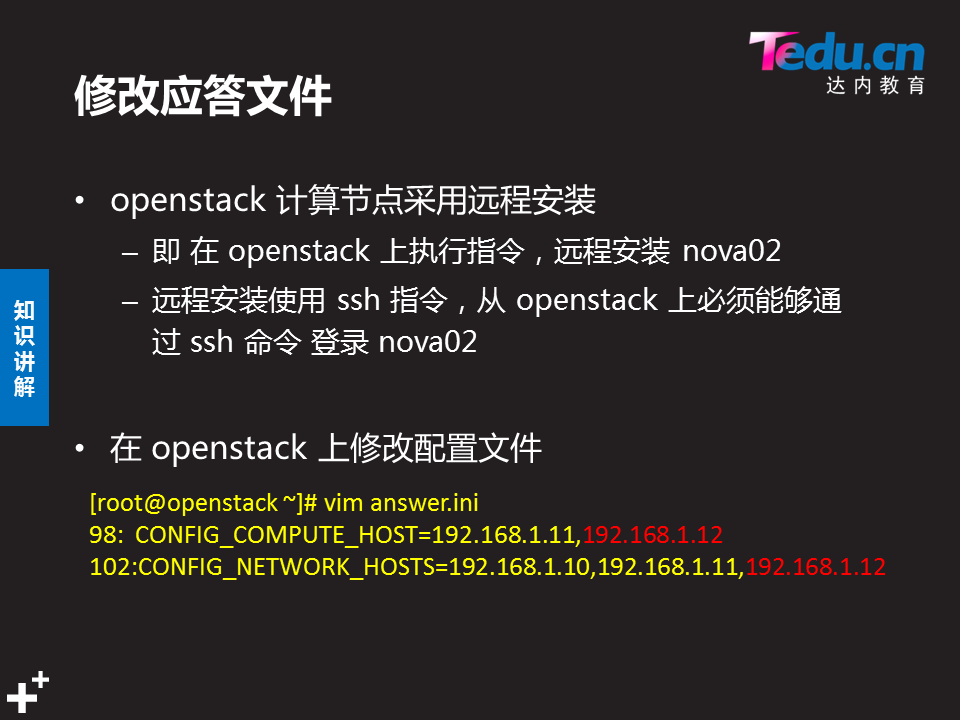 Tedu.cn
达内教育
修改应答文件
• openstack 计算节点采用远程安装
– 即 在 openstack 上执行指令，远程安装 nova02
– 远程安装使用 ssh 指令，从 openstack 上必须能够通
过 ssh 命令 登录 nova02
知识讲解
• 在 openstack 上修改配置文件
[root@openstack ~]# vim answer.ini
98: CONFIG_COMPUTE_HOST=192.168.1.11,192.168.1.12
102:CONFIG_NETWORK_HOSTS=192.168.1.10,192.168.1.11,192.168.1.12